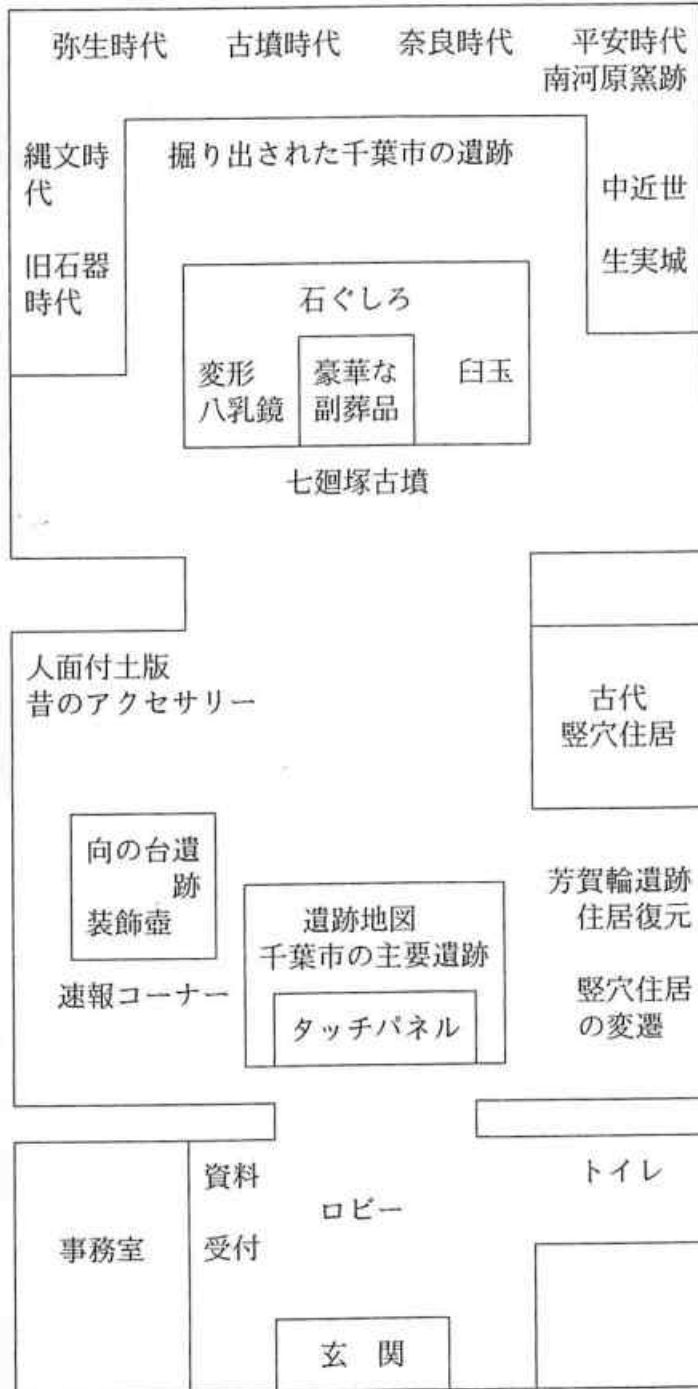 弥生時代
古墳時代
奈良時代
平安時代
南河原窯跡
縄文時
代
旧石器
時代
掘り出された千葉市の遺跡
中近世
生実城
石ぐしろ
変形
八乳鏡
豪華な
副葬品
臼玉
七廻塚古墳
人面付土版
昔のアクセサリー
古代
竪穴住居
向の台遺
跡
装飾壺
速報コーナー
遺跡地図
千葉市の主要遺跡
タッチパネル
芳賀輪遺跡
住居復元
竪穴住居
の変遷
資料
受付
ロビー
トイレ
事務室
玄 関